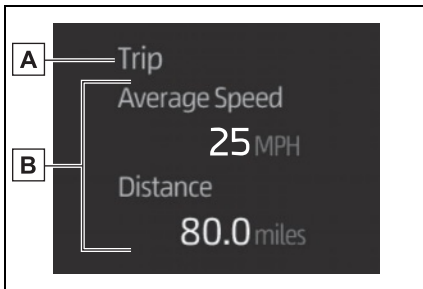 A
Trip
Average Speed
25 MPH
B
Distance
80.0 miles